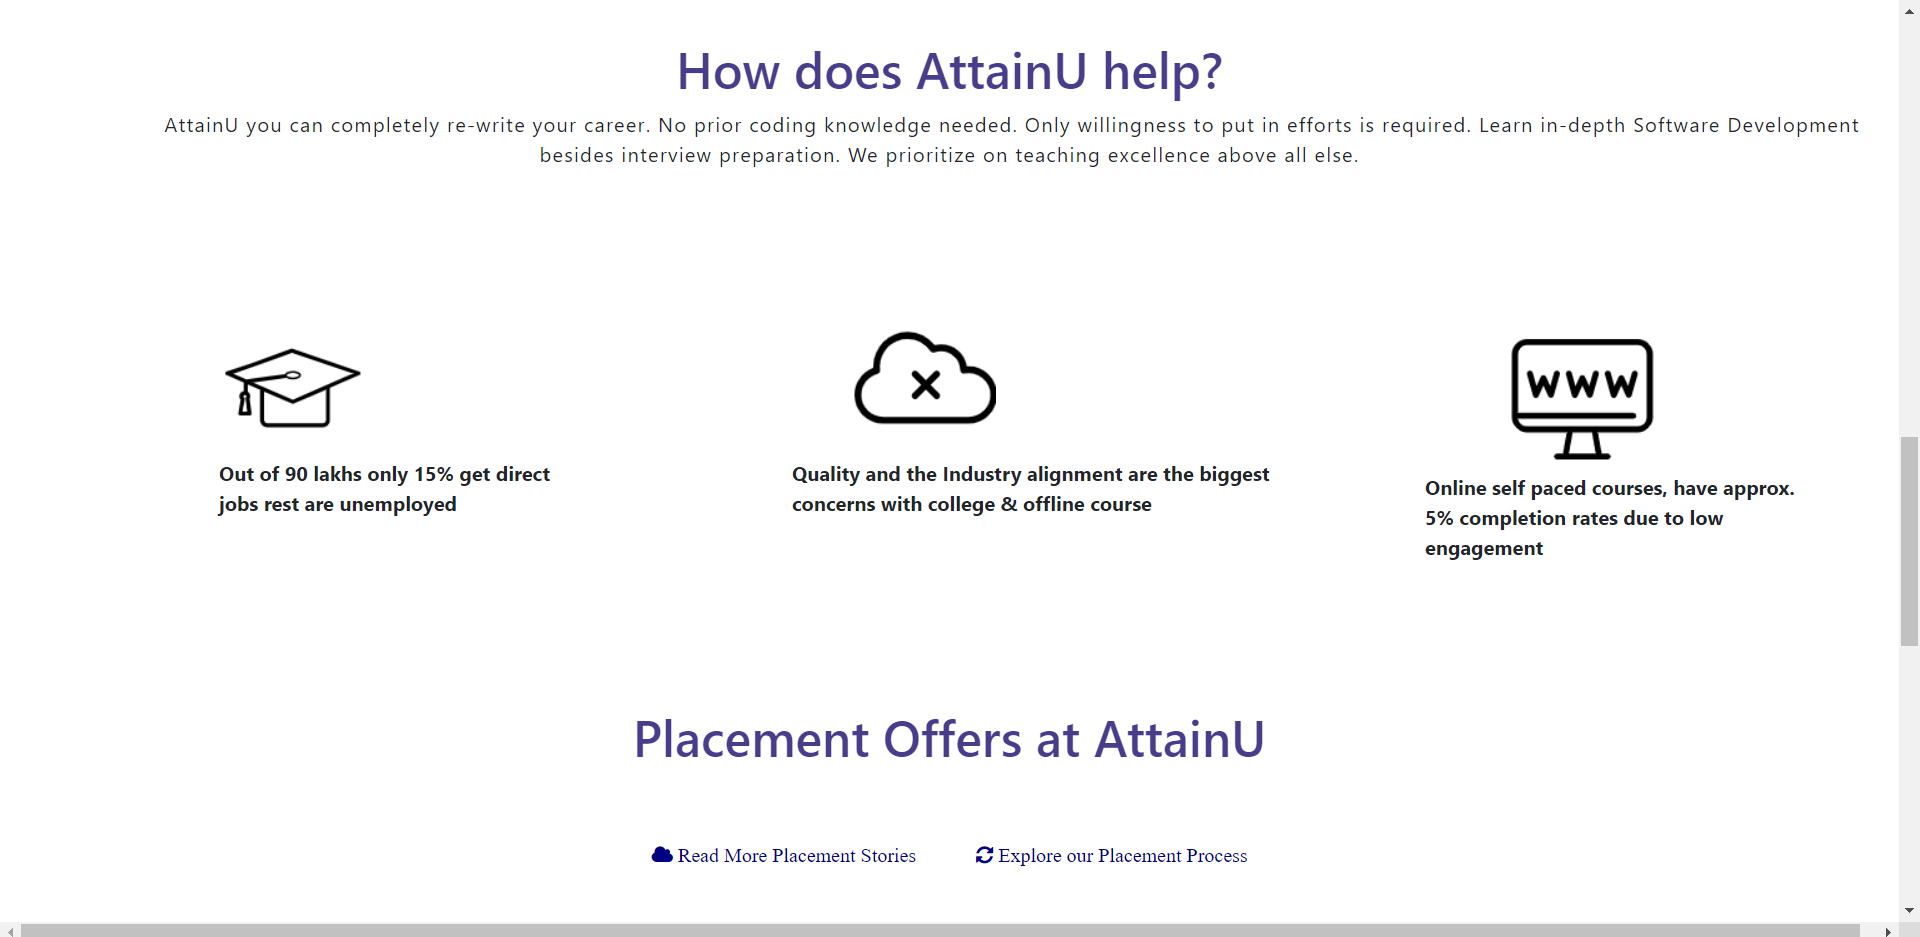 How does AttainU help?
AttainU you can completely re-write your career. No prior coding knowledge needed. Only willingness to put in efforts is required. Learn in-depth Software Development
besides interview preparation. We prioritize on teaching excellence above all else.
Out of 90 lakhs only 15% get direct
jobs rest are unemployed
Quality and the Industry alignment are the biggest
concerns with college & offline course
WWW
Online self paced courses, have approx.
5% completion rates due to low
engagement
Placement Offers at AttainU
Read More Placement Stories
Explore our Placement Process